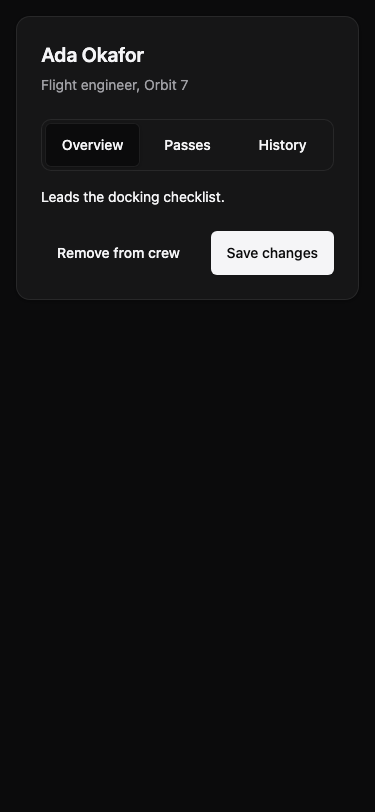 Ada Okafor
Flight engineer, Orbit 7
Overview Passes History
Leads the docking checklist.
Remove from crew Save changes